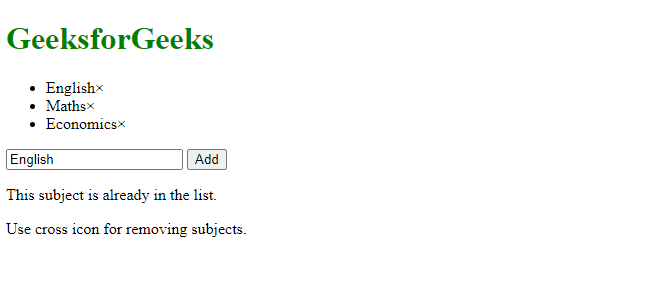 GeeksforGeeks
• English×
• Maths×
• Economics×
English Add
This subject is already in the list.
Use cross icon for removing subjects.